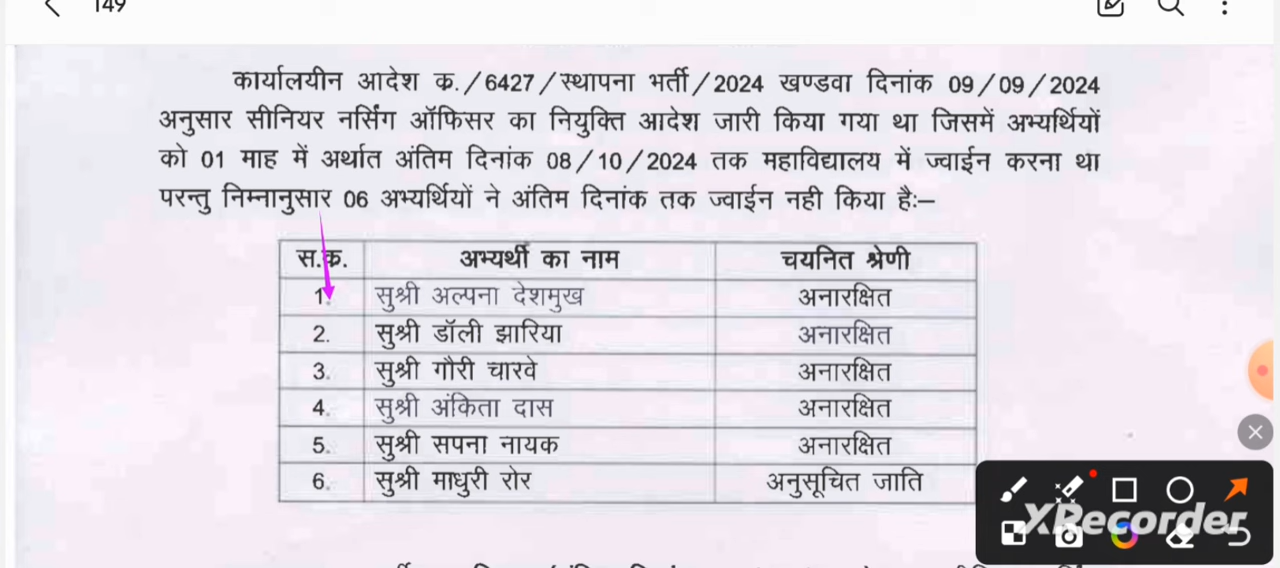 149
कार्यालयीन आदेश क./6427/स्थापना भर्ती/2024 खण्डवा दिनांक 09/09/2024
अनुसार सीनियर नर्सिंग ऑफिसर का नियुक्ति आदेश जारी किया गया था जिसमें अभ्यर्थियों
को 01 माह में अर्थात अंतिम दिनांक 08/10/2024 तक महाविद्यालय में ज्वाईन करना था
परन्तु निम्नानुसार 06 अभ्यर्थियों ने अंतिम दिनांक तक ज्वाईन नही किया हैः–
स.क. अभ्यर्थी का नाम चयनित श्रेणी
1. सुश्री अल्पना देशमुख अनारक्षित
2. सुश्री डॉली झारिया अनारक्षित
3. सुश्री गौरी चारवे अनारक्षित
4. सुश्री अंकिता दास अनारक्षित
5. सुश्री सपना नायक अनारक्षित
6. सुश्री माधुरी रोर अनुसूचित जाति
XRecorder